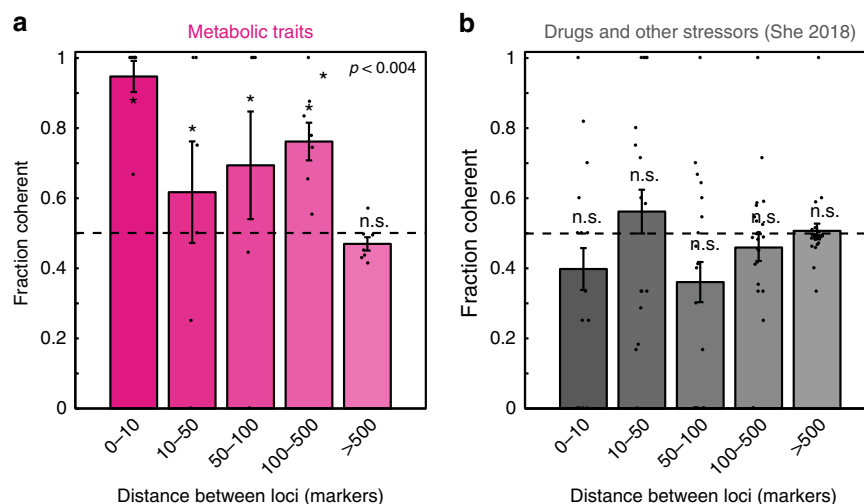 a
Metabolic traits
p < 0.004
*
*
*
*
*
n.s.
Fraction coherent
1
0.8
0.6
0.4
0.2
0
0–10
10–50
50–100
100–500
>500
Distance between loci (markers)
b
Drugs and other stressors (She 2018)
n.s.
n.s.
n.s.
n.s.
n.s.
Fraction coherent
1
0.8
0.6
0.4
0.2
0
0–10
10–50
50–100
100–500
>500
Distance between loci (markers)